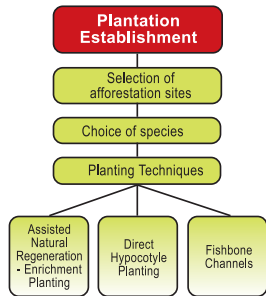 Plantation
Establishment
Selection of
afforestation sites
Choice of species
Planting Techniques
Assisted
Natural
Regeneration
- Enrichment
Planting
Direct
Hypocotyle
Planting
Fishbone
Channels